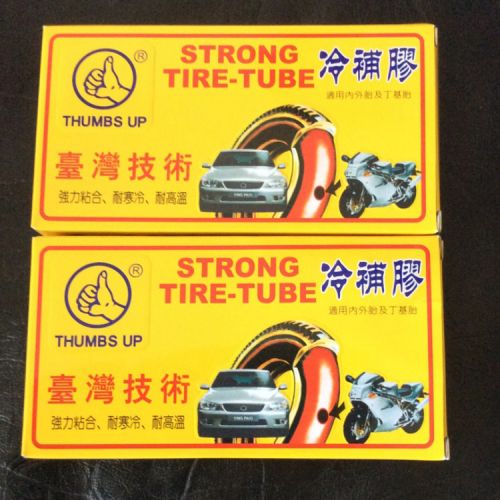 ®
THUMBS UP
STRONG
TIRE-TUBE
冷補膠
適用內外胎及丁基胎
臺灣技術
強力粘合、耐寒冷、耐高溫
®
THUMBS UP
STRONG
TIRE-TUBE
冷補膠
適用內外胎及丁基胎
臺灣技術
強力粘合、耐寒冷、耐高溫